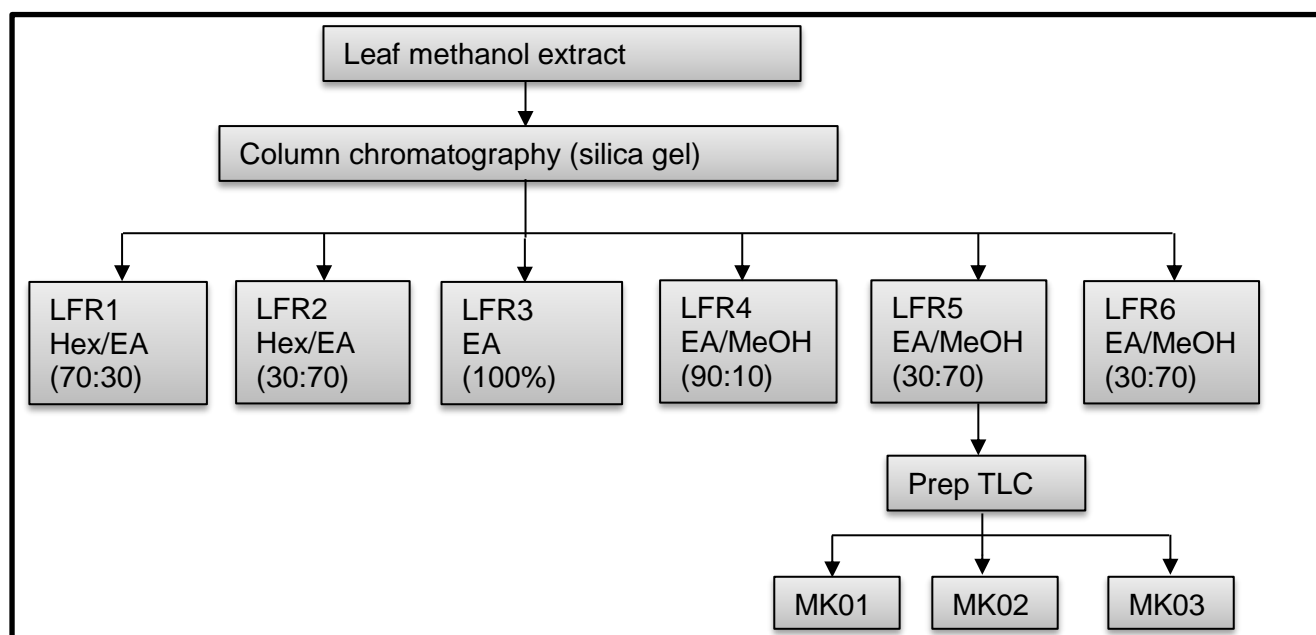 Leaf methanol extract
Column chromatography (silica gel)
LFR1
Hex/EA
(70:30)
LFR2
Hex/EA
(30:70)
LFR3
EA
(100%)
LFR4
EA/MeOH
(90:10)
LFR5
EA/MeOH
(30:70)
LFR6
EA/MeOH
(30:70)
Prep TLC
MK01
MK02
MK03